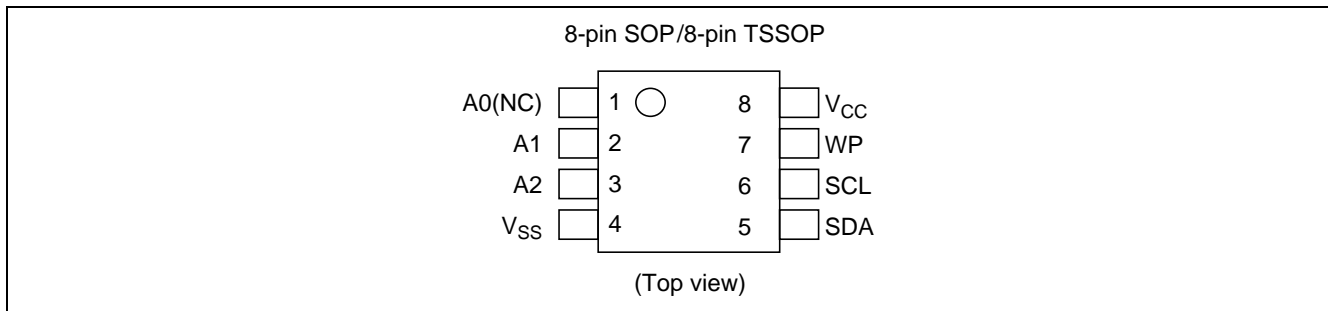 8-pin SOP/8-pin TSSOP
A0(NC) 1 8 VCC
A1 2 7 WP
A2 3 6 SCL
VSS 4 5 SDA
(Top view)